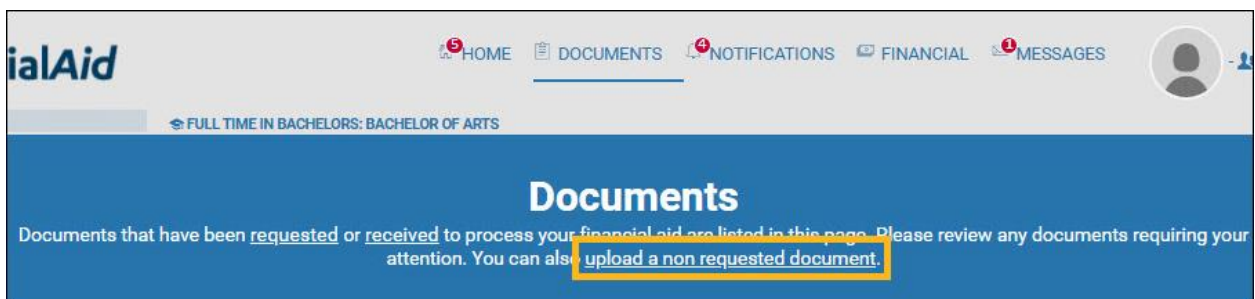 ialAid
5 HOME DOCUMENTS 4 NOTIFICATIONS FINANCIAL 1 MESSAGES
FULL TIME IN BACHELORS: BACHELOR OF ARTS
Documents
Documents that have been requested or received to process your financial aid are listed in this page. Please review any documents requiring your
attention. You can also upload a non requested document.